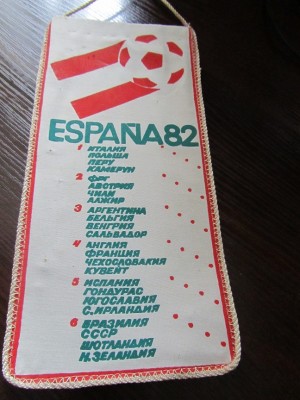 ESPAÑA 82
1 ИТАЛИЯ
ПОЛЬША
ПЕРУ
КАМЕРУН
2 ФРГ
АВСТРИЯ
ЧИЛИ
АЛЖИР
3 АРГЕНТИНА
БЕЛЬГИЯ
ВЕНГРИЯ
САЛЬВАДОР
4 АНГЛИЯ
ФРАНЦИЯ
ЧЕХОСЛОВАКИЯ
КУВЕЙТ
5 ИСПАНИЯ
ГОНДУРАС
ЮГОСЛАВИЯ
С.ИРЛАНДИЯ
6 БРАЗИЛИЯ
СССР
ШОТЛАНДИЯ
Н.ЗЕЛАНДИЯ